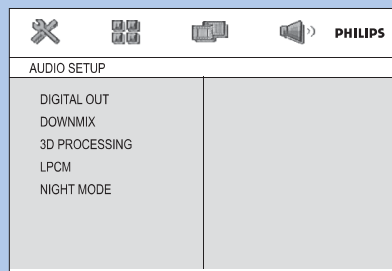 PHILIPS
AUDIO SETUP
DIGITAL OUT
DOWNMIX
3D PROCESSING
LPCM
NIGHT MODE